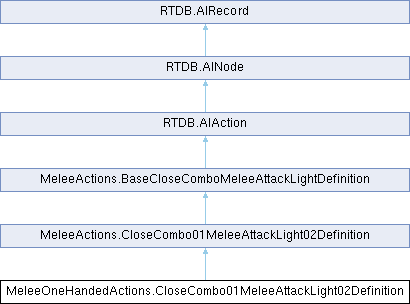 RTDB.AIRecord
RTDB.AINode
RTDB.AIAction
MeleeActions.BaseCloseComboMeleeAttackLightDefinition
MeleeActions.CloseCombo01MeleeAttackLight02Definition
MeleeOneHandedActions.CloseCombo01MeleeAttackLight02Definition